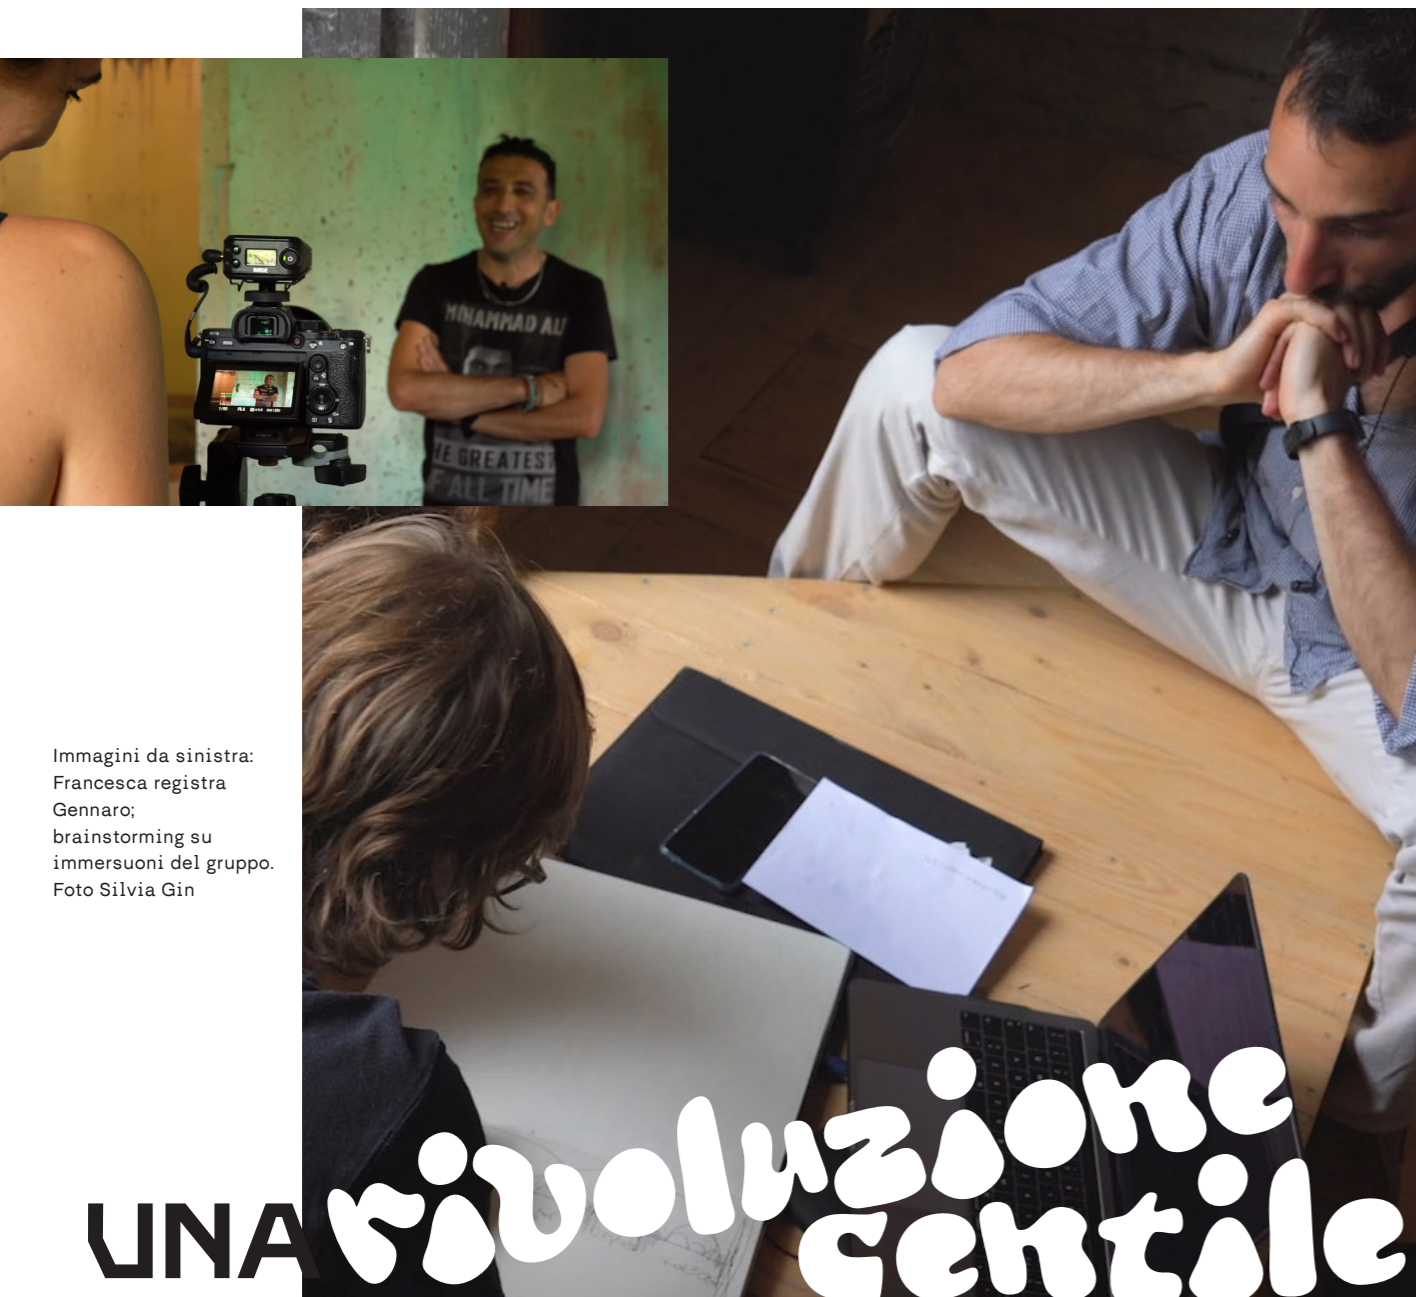 MUHAMMAD ALI
THE GREATEST
OF ALL TIME
RODE
Immagini da sinistra:
Francesca registra
Gennaro;
brainstorming su
immersuoni del gruppo.
Foto Silvia Gin
UNA rivoluzione
gentile